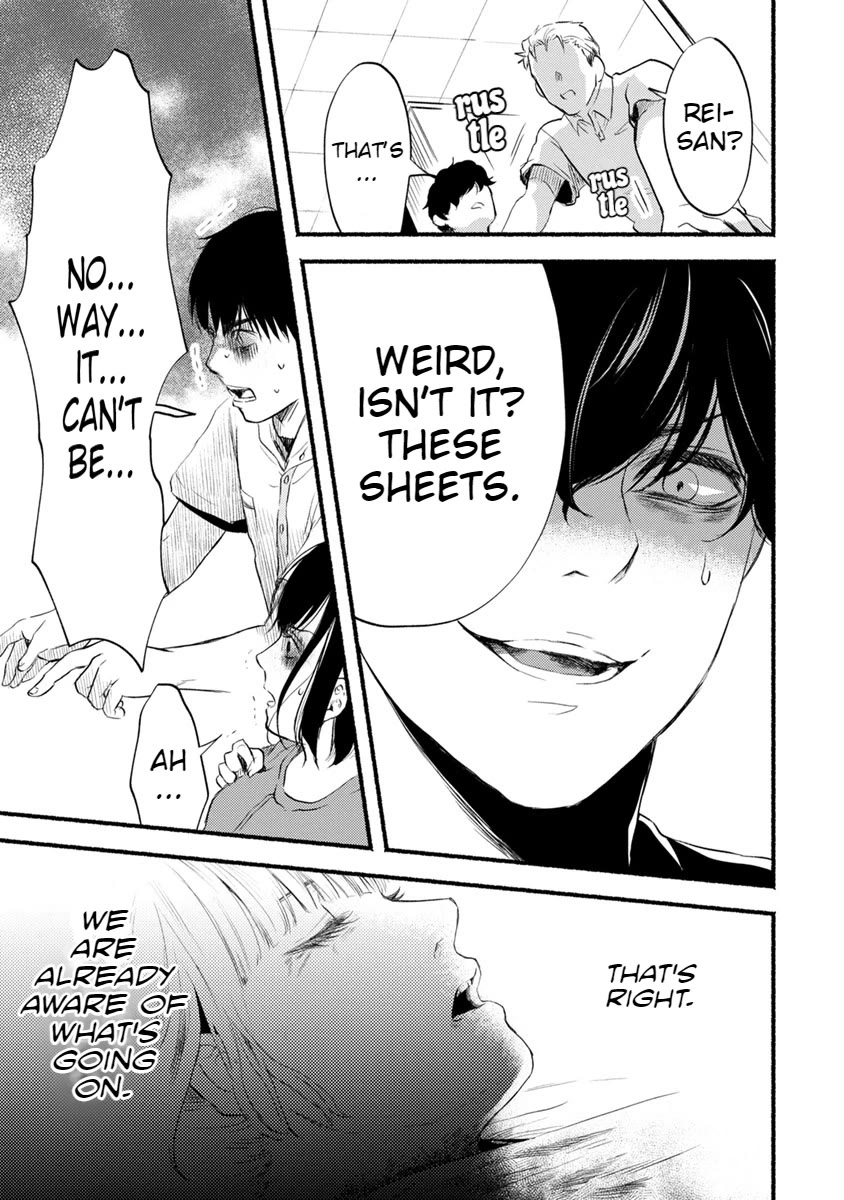 REI-
SAN?
rus
tle
rus
tle
THAT'S
...
WEIRD,
ISN'T IT?
THESE
SHEETS.
NO...
WAY...
IT...
CAN'T
BE...
AH
...
THAT'S
RIGHT.
WE
ARE
ALREADY
AWARE OF
WHAT'S
GOING
ON.